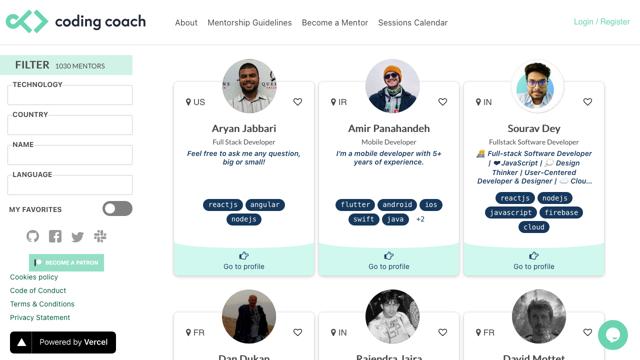 coding coach
About Mentorship Guidelines Become a Mentor Sessions Calendar
Login / Register
FILTER 1030 MENTORS
TECHNOLOGY
COUNTRY
NAME
LANGUAGE
MY FAVORITES
BECOME A PATRON
Cookies policy
Code of Conduct
Terms & Conditions
Privacy Statement
Powered by Vercel
US
Aryan Jabbari
Full Stack Developer
Feel free to ask me any question,
big or small!
reactjs angular
nodejs
Go to profile
IR
Amir Panahandeh
Mobile Developer
I'm a mobile developer with 5+
years of experience.
flutter android ios
swift java +2
Go to profile
IN
Sourav Dey
Fullstack Software Developer
👨‍💻 Full-stack Software Developer
| ❤️ JavaScript | 💭 Design
Thinker | User-Centered
Developer & Designer | ☁️ Clou...
reactjs nodejs
javascript firebase
cloud
Go to profile
FR
Dan Dukan
IN
Rajendra Jajra
FR
David Mottet